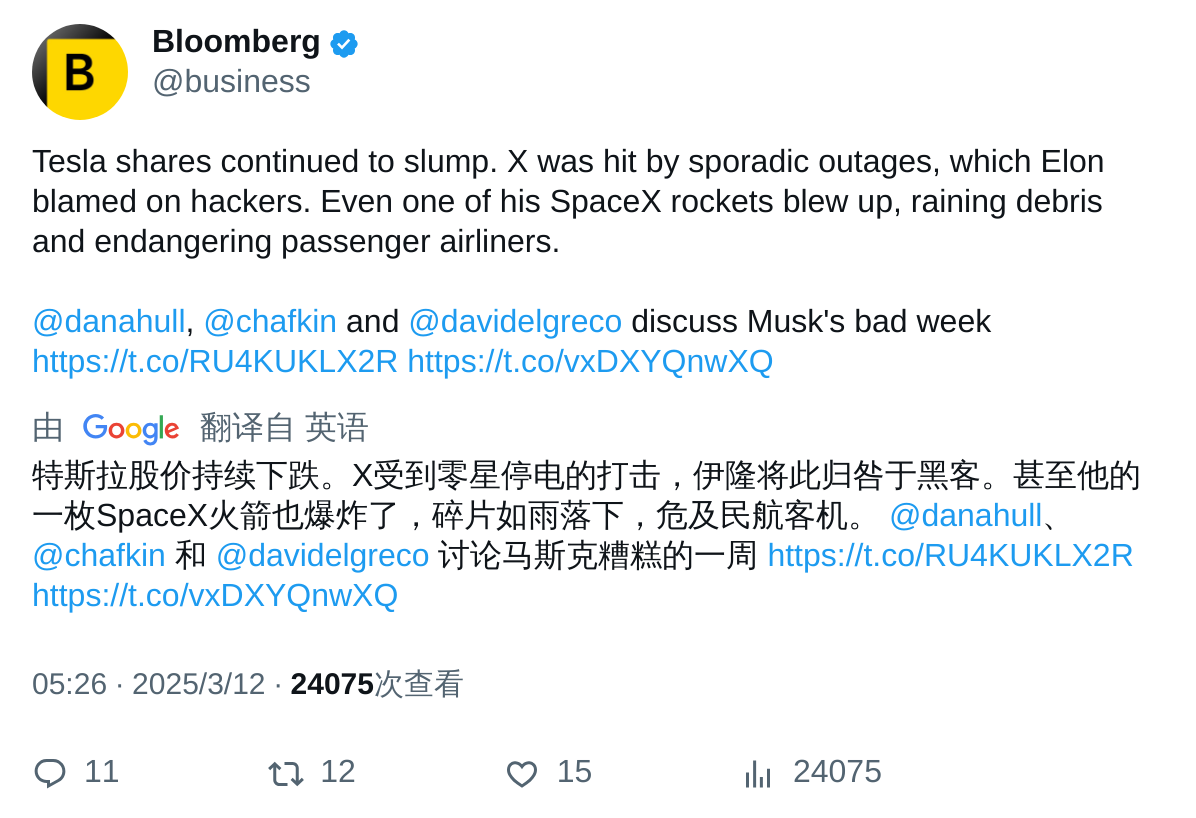 B
Bloomberg
@business
Tesla shares continued to slump. X was hit by sporadic outages, which Elon
blamed on hackers. Even one of his SpaceX rockets blew up, raining debris
and endangering passenger airliners.
@danahull, @chafkin and @davidelgreco discuss Musk's bad week
https://t.co/RU4KUKLX2R https://t.co/vxDXYQnwXQ
由 Google 翻译自 英语
特斯拉股价持续下跌。X受到零星停电的打击，伊隆将此归咎于黑客。甚至他的
一枚SpaceX火箭也爆炸了，碎片如雨落下，危及民航客机。 @danahull、
@chafkin 和 @davidelgreco 讨论马斯克糟糕的一周 https://t.co/RU4KUKLX2R
https://t.co/vxDXYQnwXQ
05:26 · 2025/3/12 · 24075次查看
11 12 15 24075